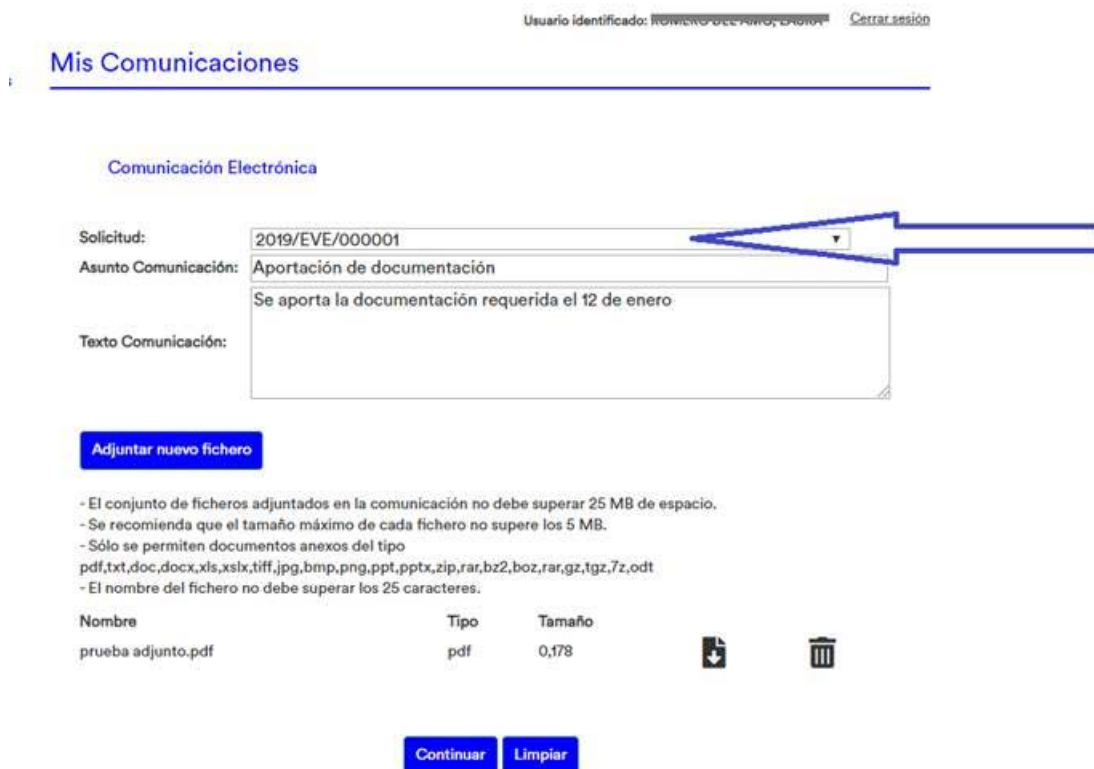 Usuario identificado:
Cerrar sesión
Mis Comunicaciones
s
Comunicación Electrónica
Solicitud: 2019/EVE/000001
Asunto Comunicación: Aportación de documentación
Se aporta la documentación requerida el 12 de enero
Texto Comunicación:
Adjuntar nuevo fichero
- El conjunto de ficheros adjuntados en la comunicación no debe superar 25 MB de espacio.
- Se recomienda que el tamaño máximo de cada fichero no supere los 5 MB.
- Sólo se permiten documentos anexos del tipo
pdf,txt,doc,docx,xls,xslx,tiff,jpg,bmp,png,ppt,pptx,zip,rar,bz2,boz,rar,gz,tgz,7z,odt
- El nombre del fichero no debe superar los 25 caracteres.
Nombre Tipo Tamaño
prueba adjunto.pdf pdf 0,178
Continuar Limpiar